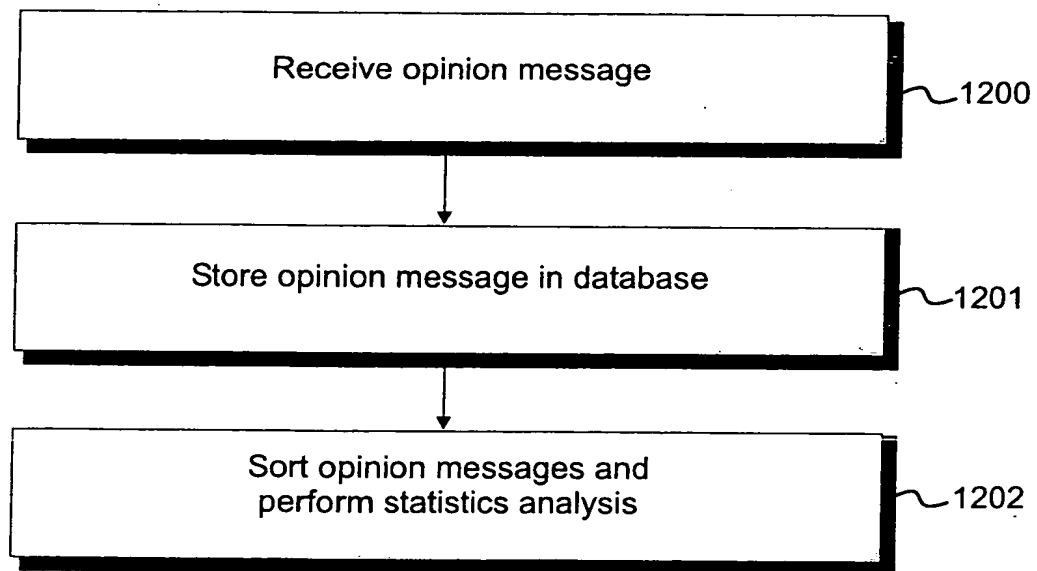 Receive opinion message
1200
Store opinion message in database
1201
Sort opinion messages and
perform statistics analysis
1202